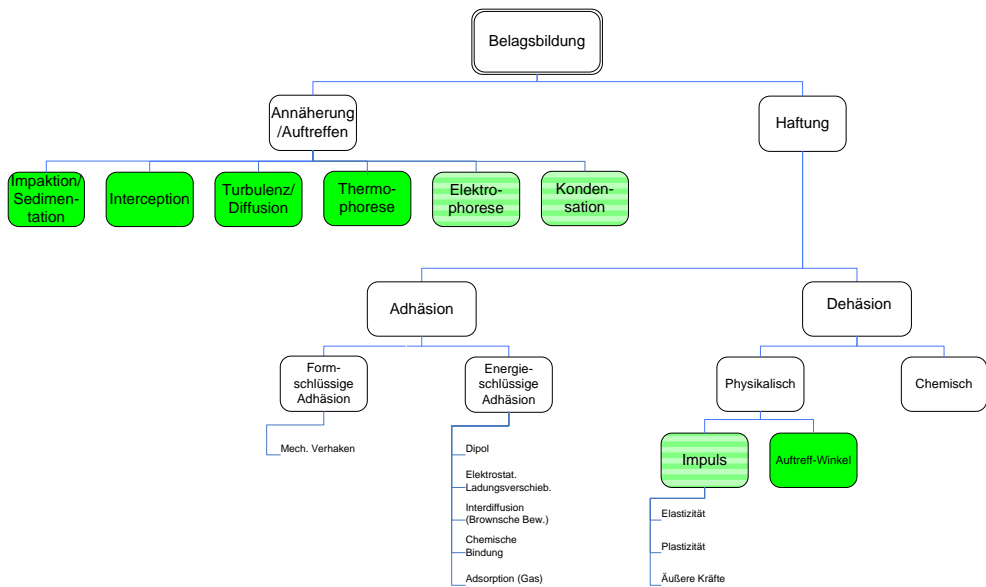 Belagsbildung
Annäherung
/Auftreffen
Haftung
Impaktion/
Sedimen-
tation
Interception
Turbulenz/
Diffusion
Thermo-
phorese
Elektro-
phorese
Konden-
sation
Adhäsion
Dehäsion
Form-
schlüssige
Adhäsion
Energie-
schlüssige
Adhäsion
Physikalisch
Chemisch
Mech. Verhaken
Dipol
Elektrostat.
Ladungsverschieb.
Interdiffusion
(Brownsche Bew.)
Chemische
Bindung
Adsorption (Gas)
Impuls
Auftreff-Winkel
Elastizität
Plastizität
Äußere Kräfte